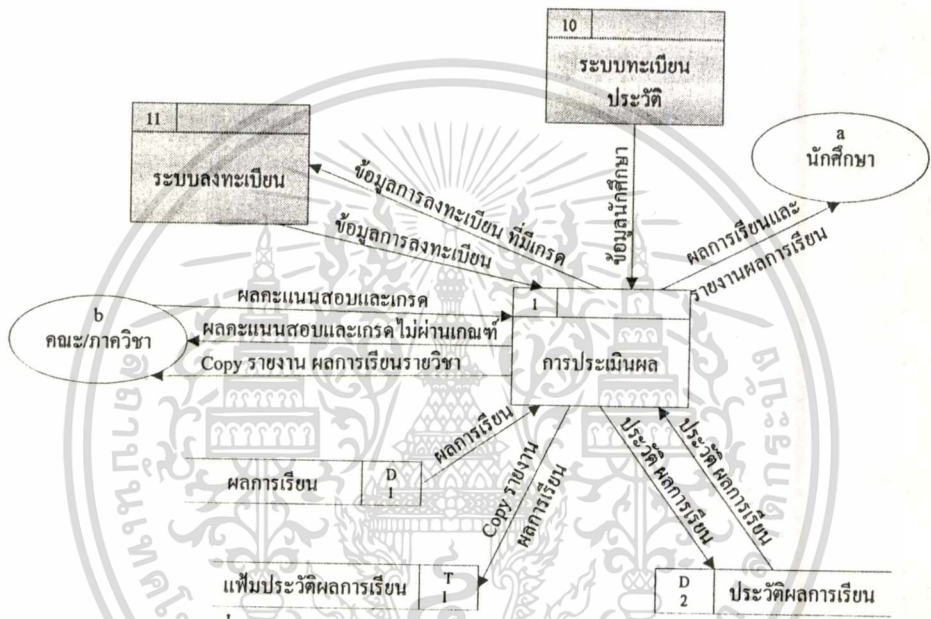 10
ระบบทะเบียน
ประวัติ
11
ระบบลงทะเบียน
a
นักศึกษา
ข้อมูลนักศึกษา
ข้อมูลการลงทะเบียน ที่มีเกรด
ข้อมูลการลงทะเบียน
ผลการเรียนและ
รายงานผลการเรียน
b
คณะ/ภาควิชา
ผลคะแนนสอบและเกรด
ผลคะแนนสอบและเกรดไม่ผ่านเกณฑ์
Copy รายงาน ผลการเรียนรายวิชา
1
การประเมินผล
ผลการเรียน
D
1
ผลการเรียน
Copy รายงาน
ผลการเรียน
ประวัติ ผลการเรียน
ประวัติ ผลการเรียน
แฟ้มประวัติผลการเรียน
T
1
D
2
ประวัติผลการเรียน